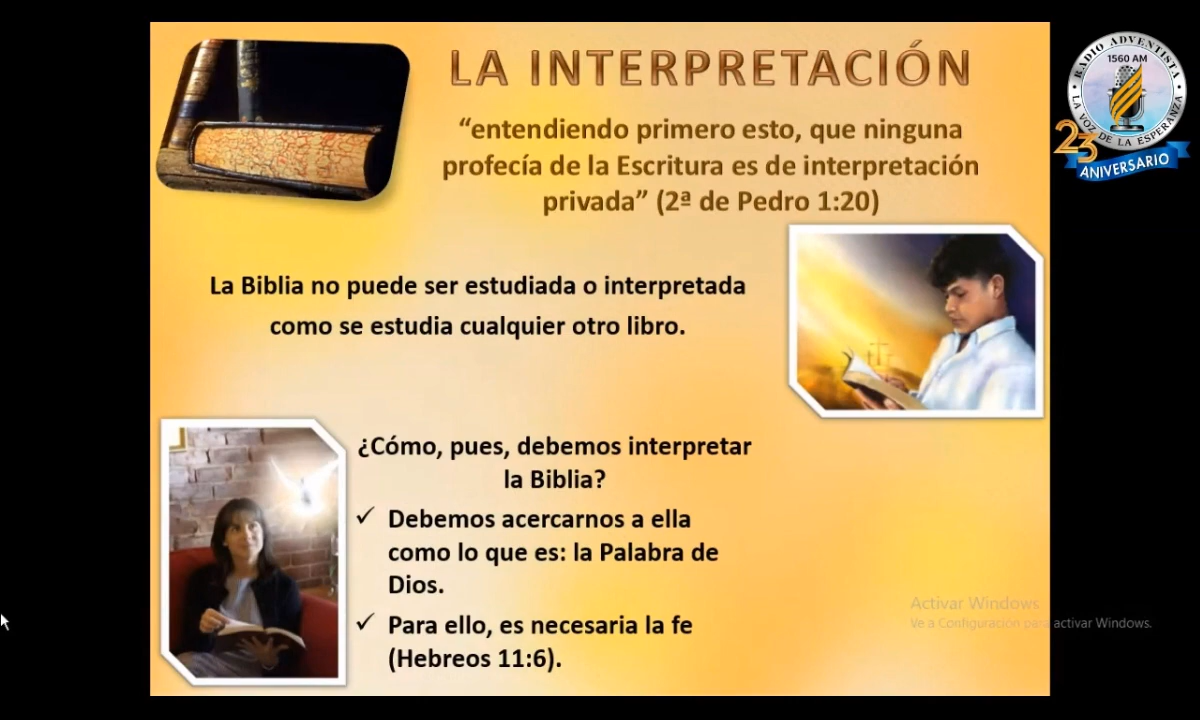 LA INTERPRETACIÓN
“entendiendo primero esto, que ninguna
profecía de la Escritura es de interpretación
privada” (2ª de Pedro 1:20)
La Biblia no puede ser estudiada o interpretada
como se estudia cualquier otro libro.
¿Cómo, pues, debemos interpretar
la Biblia?
✓ Debemos acercarnos a ella
como lo que es: la Palabra de
Dios.
✓ Para ello, es necesaria la fe
(Hebreos 11:6).
RADIO ADVENTISTA
1560 AM
LA VOZ DE LA ESPERANZA
23
ANIVERSARIO
Activar Windows
Ve a Configuración para activar Windows.